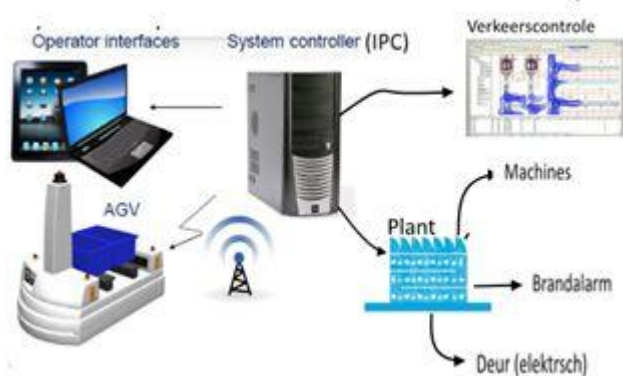 Verkeerscontrole
Operator interfaces
System controller (IPC)
Machines
AGV
Plant
Brandalarm
Deur (elektrsch)